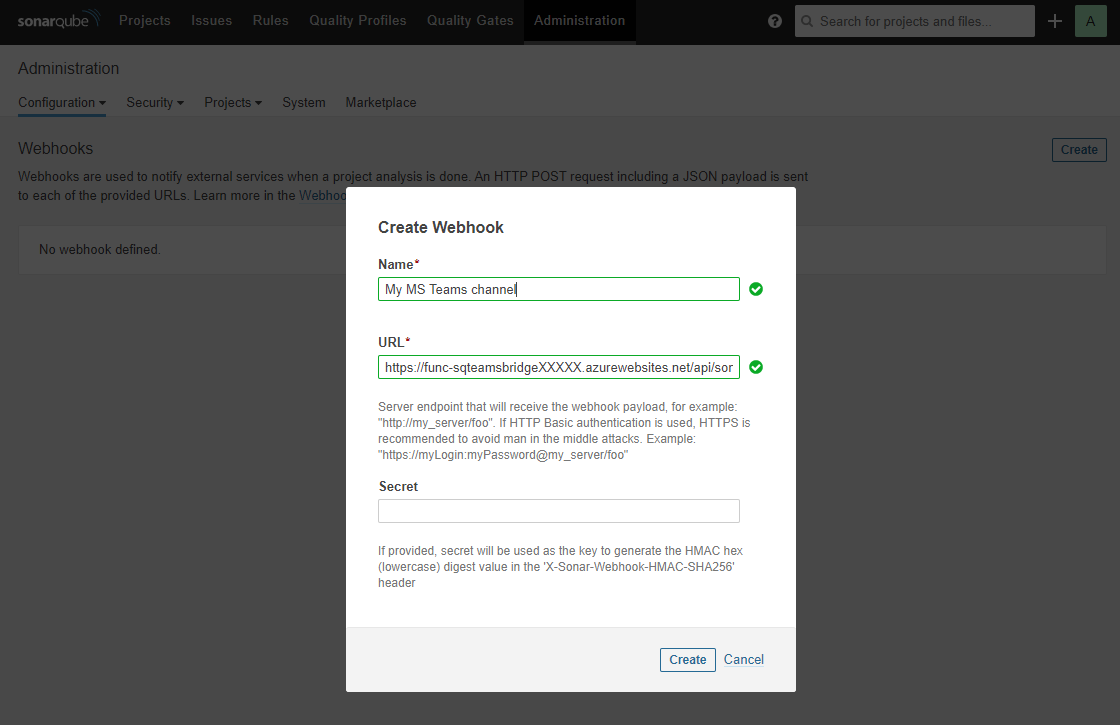 sonarqube Projects Issues Rules Quality Profiles Quality Gates Administration ? Search for projects and files... + A
Administration
Configuration Security Projects System Marketplace
Webhooks
Create
Webhooks are used to notify external services when a project analysis is done. An HTTP POST request including a JSON payload is sent
to each of the provided URLs. Learn more in the Webhoo
No webhook defined.
Create Webhook
Name*
My MS Teams channel
URL*
https://func-sqteamsbridgeXXXXX.azurewebsites.net/api/sor
Server endpoint that will receive the webhook payload, for example:
"http://my_server/foo". If HTTP Basic authentication is used, HTTPS is
recommended to avoid man in the middle attacks. Example:
"https://myLogin:myPassword@my_server/foo"
Secret
If provided, secret will be used as the key to generate the HMAC hex
(lowercase) digest value in the 'X-Sonar-Webhook-HMAC-SHA256'
header
Create Cancel